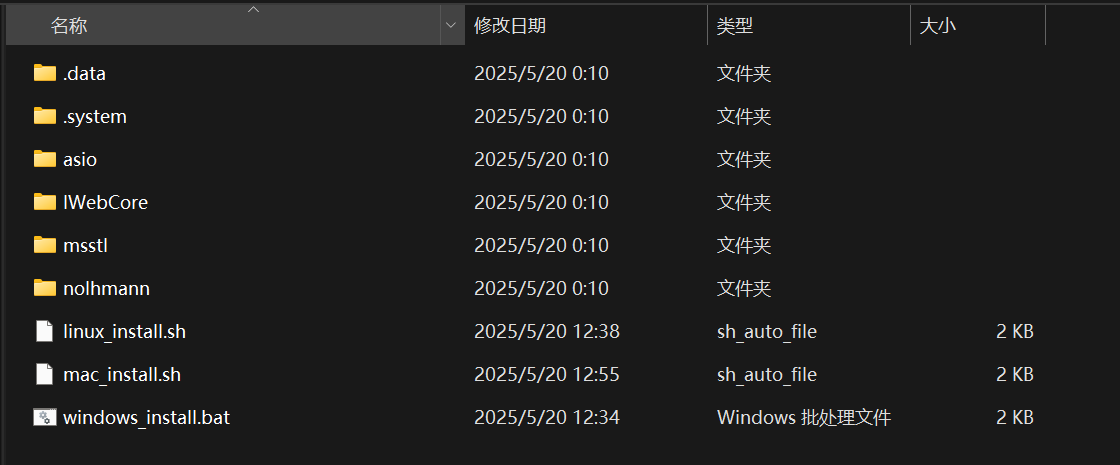 名称 修改日期 类型 大小
.data 2025/5/20 0:10 文件夹
.system 2025/5/20 0:10 文件夹
asio 2025/5/20 0:10 文件夹
IWebCore 2025/5/20 0:10 文件夹
msstl 2025/5/20 0:10 文件夹
nolhmann 2025/5/20 0:10 文件夹
linux_install.sh 2025/5/20 12:38 sh_auto_file 2 KB
mac_install.sh 2025/5/20 12:55 sh_auto_file 2 KB
windows_install.bat 2025/5/20 12:34 Windows 批处理文件 2 KB